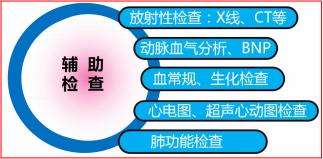 辅 助
检 查
放射性检查：X线、CT等
动脉血气分析、BNP
血常规、生化检查
心电图、超声心动图检查
肺功能检查